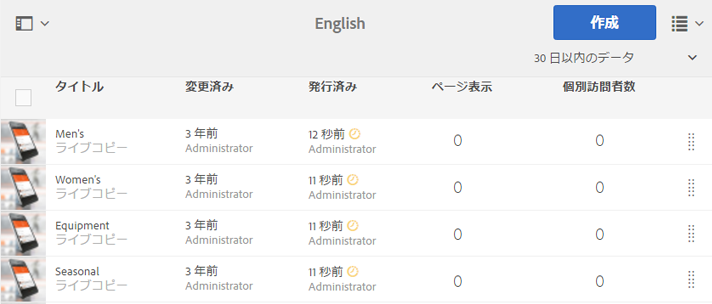 English
作成
30 日以内のデータ
タイトル 変更済み 発行済み ページ表示 個別訪問者数
Men's 3 年前 12 秒前 0 0
ライブコピー Administrator Administrator
Women's 3 年前 11 秒前 0 0
ライブコピー Administrator Administrator
Equipment 3 年前 11 秒前 0 0
ライブコピー Administrator Administrator
Seasonal 3 年前 11 秒前 0 0
ライブコピー Administrator Administrator